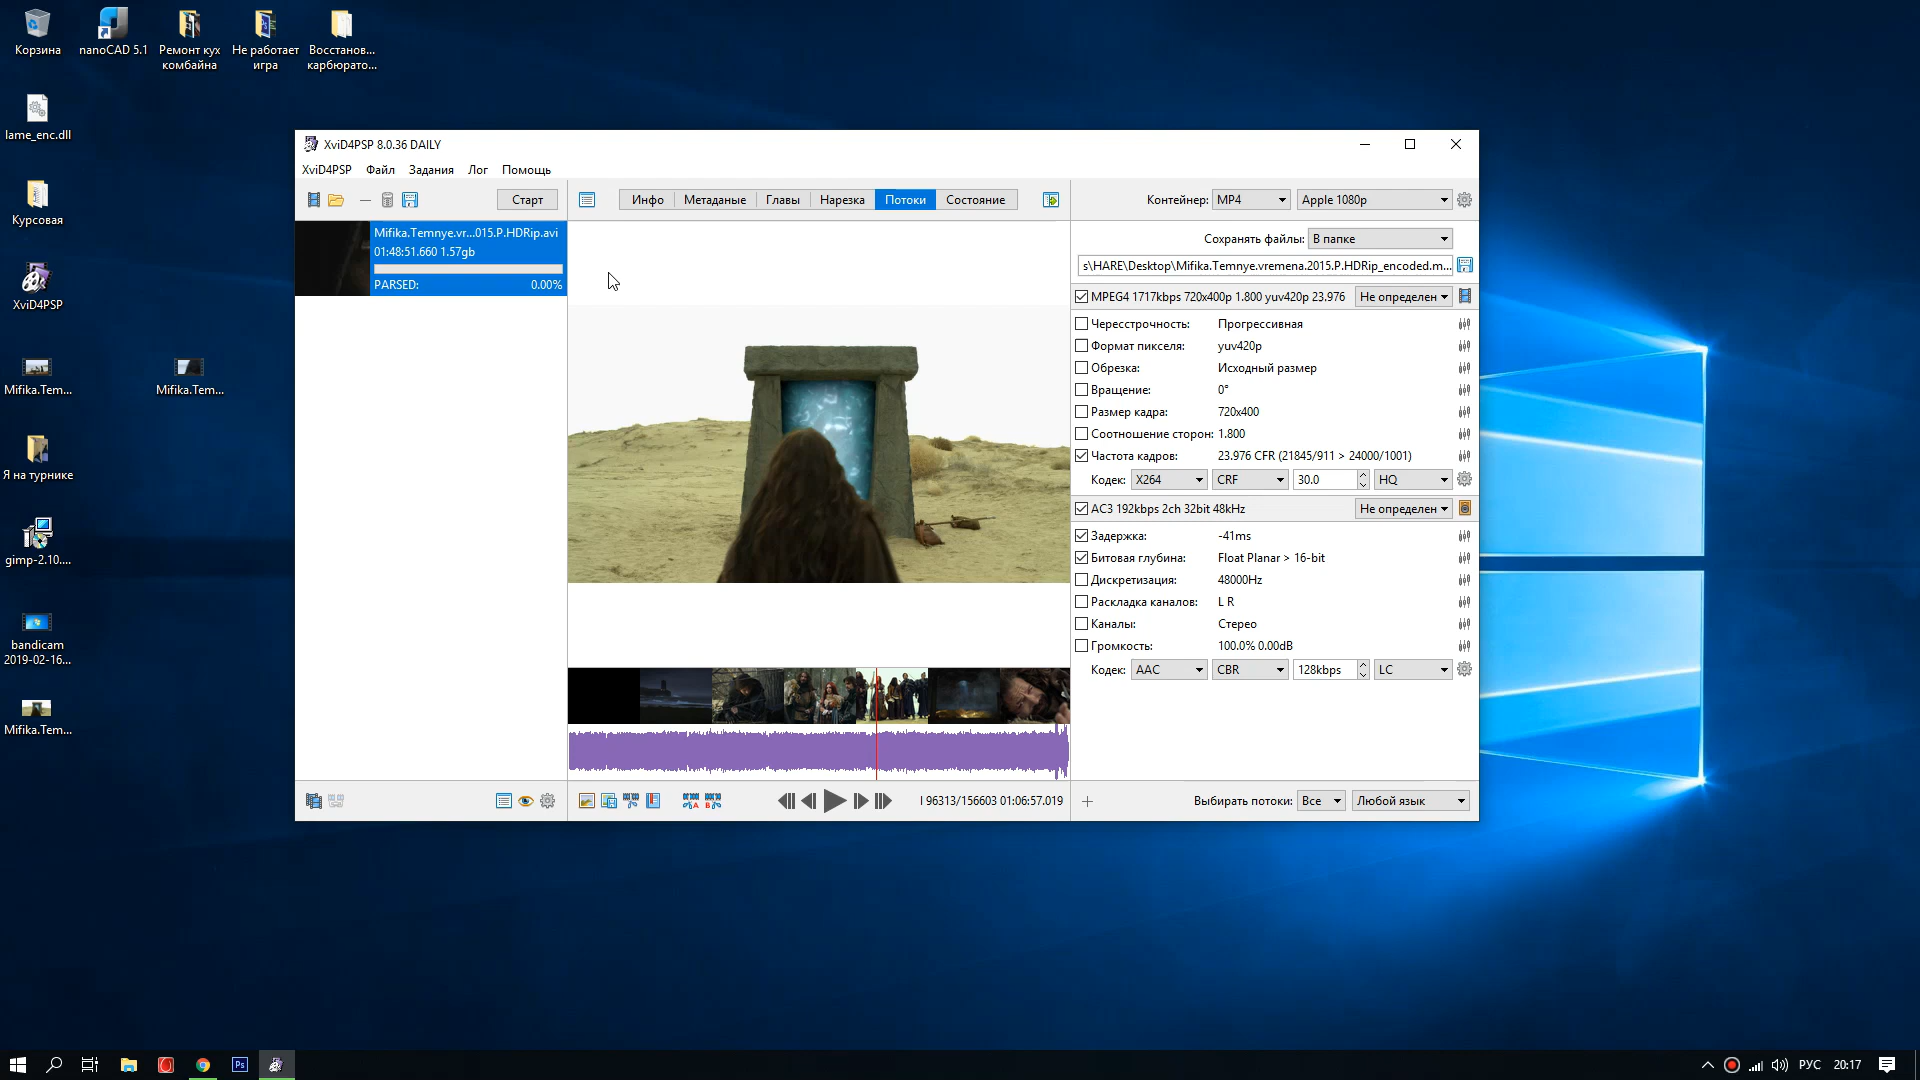 Корзина
nanoCAD 5.1
Ремонт кух
комбайна
Не работает
игра
Восстанов...
карбюрато...
lame_enc.dll
Курсовая
XviD4PSP
Mifika.Tem...
Mifika.Tem...
Я на турнике
gimp-2.10....
bandicam
2019-02-16...
Mifika.Tem...
XviD4PSP 8.0.36 DAILY
XviD4PSP Файл Задания Лог Помощь
Старт
Инфо Метаданые Главы Нарезка Потоки Состояние
Контейнер: MP4 Apple 1080p
Mifika.Temnye.vr...015.P.HDRip.avi
01:48:51.660 1.57gb
PARSED: 0.00%
Сохранять файлы: В папке
s\HARE\Desktop\Mifika.Temnye.vremena.2015.P.HDRip_encoded.m...
MPEG4 1717kbps 720x400p 1.800 yuv420p 23.976 Не определен
Чересстрочность: Прогрессивная
Формат пикселя: yuv420p
Обрезка: Исходный размер
Вращение: 0°
Размер кадра: 720x400
Соотношение сторон: 1.800
Частота кадров: 23.976 CFR (21845/911 > 24000/1001)
Кодек: X264 CRF 30.0 HQ
AC3 192kbps 2ch 32bit 48kHz Не определен
Задержка: -41ms
Битовая глубина: Float Planar > 16-bit
Дискретизация: 48000Hz
Раскладка каналов: L R
Каналы: Стерео
Громкость: 100.0% 0.00dB
Кодек: AAC CBR 128kbps LC
A B
I 96313/156603 01:06:57.019
Выбирать потоки: Все Любой язык
Ps
РУС 20:17